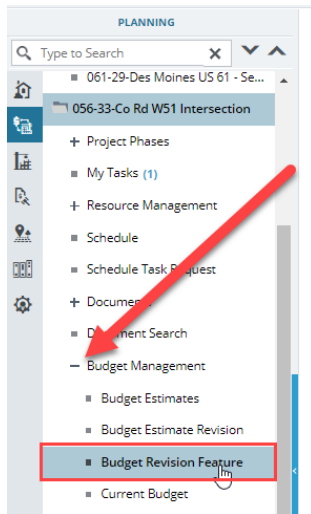 PLANNING
Type to Search
061-29-Des Moines US 61 - Se...
056-33-Co Rd W51 Intersection
Project Phases
My Tasks (1)
Resource Management
Schedule
Schedule Task Request
Document
Document Search
Budget Management
Budget Estimates
Budget Estimate Revision
Budget Revision Feature
Current Budget